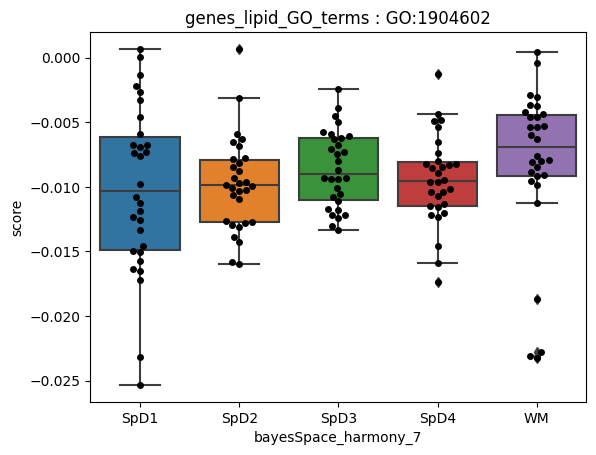 genes_lipid_GO_terms : GO:1904602
0.000
−0.005
−0.010
−0.015
−0.020
−0.025
score
SpD1 SpD2 SpD3 SpD4 WM
bayesSpace_harmony_7